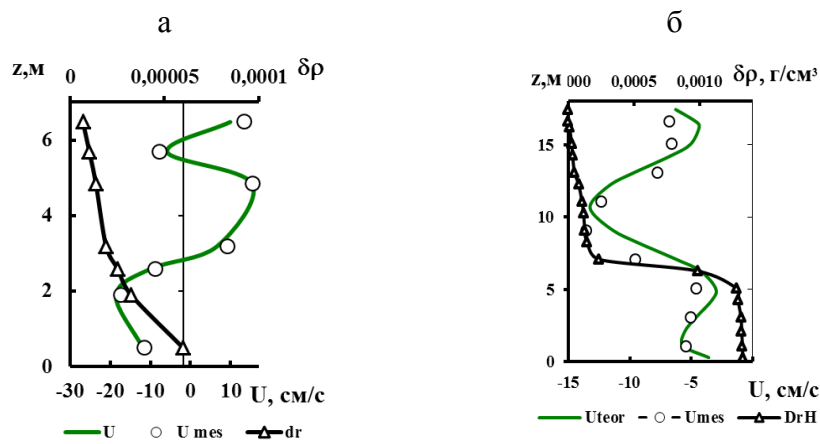 а
б
0 0,00005 0,0001 δρ
z,м
6
4
2
0
-30 -20 -10 0 10 U, см/с
U U mes dr
δρ, г/см³
z,м 000 0,0005 0,0010
15
10
5
0
-15 -10 -5 U, см/с
Uteor Umes DrH